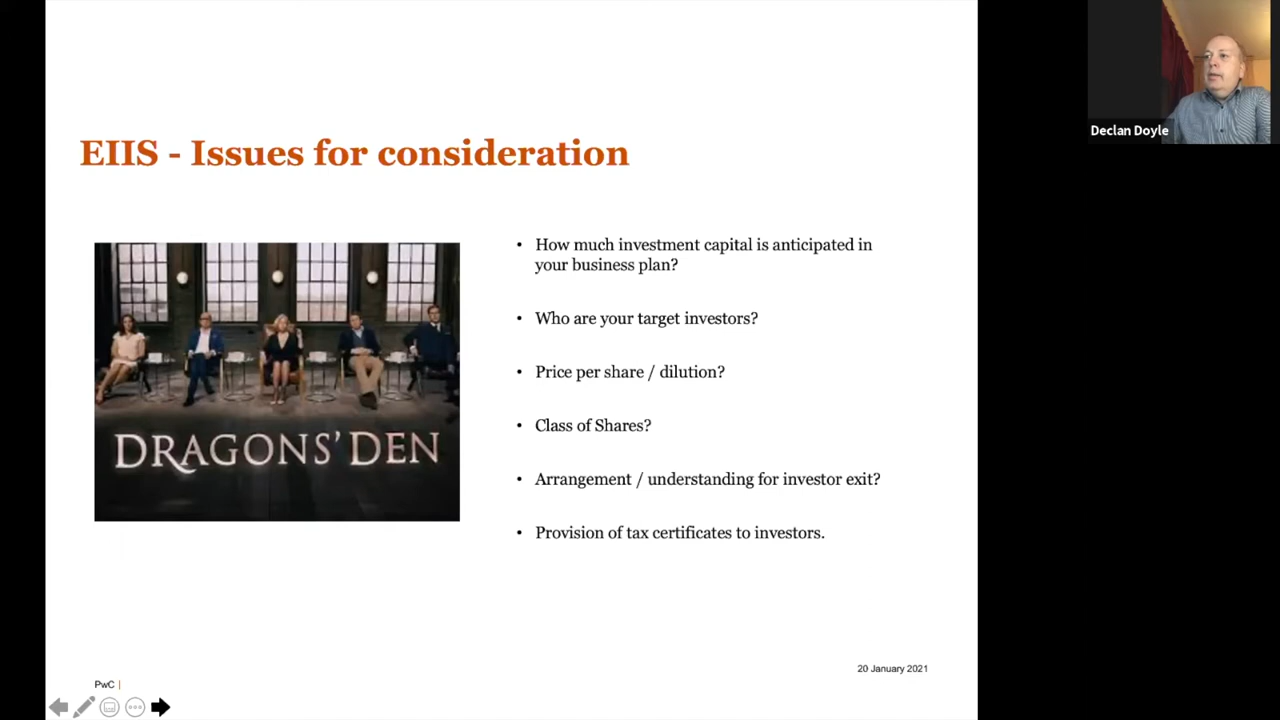 EIIS - Issues for consideration
DRAGONS' DEN
• How much investment capital is anticipated in
your business plan?
• Who are your target investors?
• Price per share / dilution?
• Class of Shares?
• Arrangement / understanding for investor exit?
• Provision of tax certificates to investors.
20 January 2021
PwC |
Declan Doyle